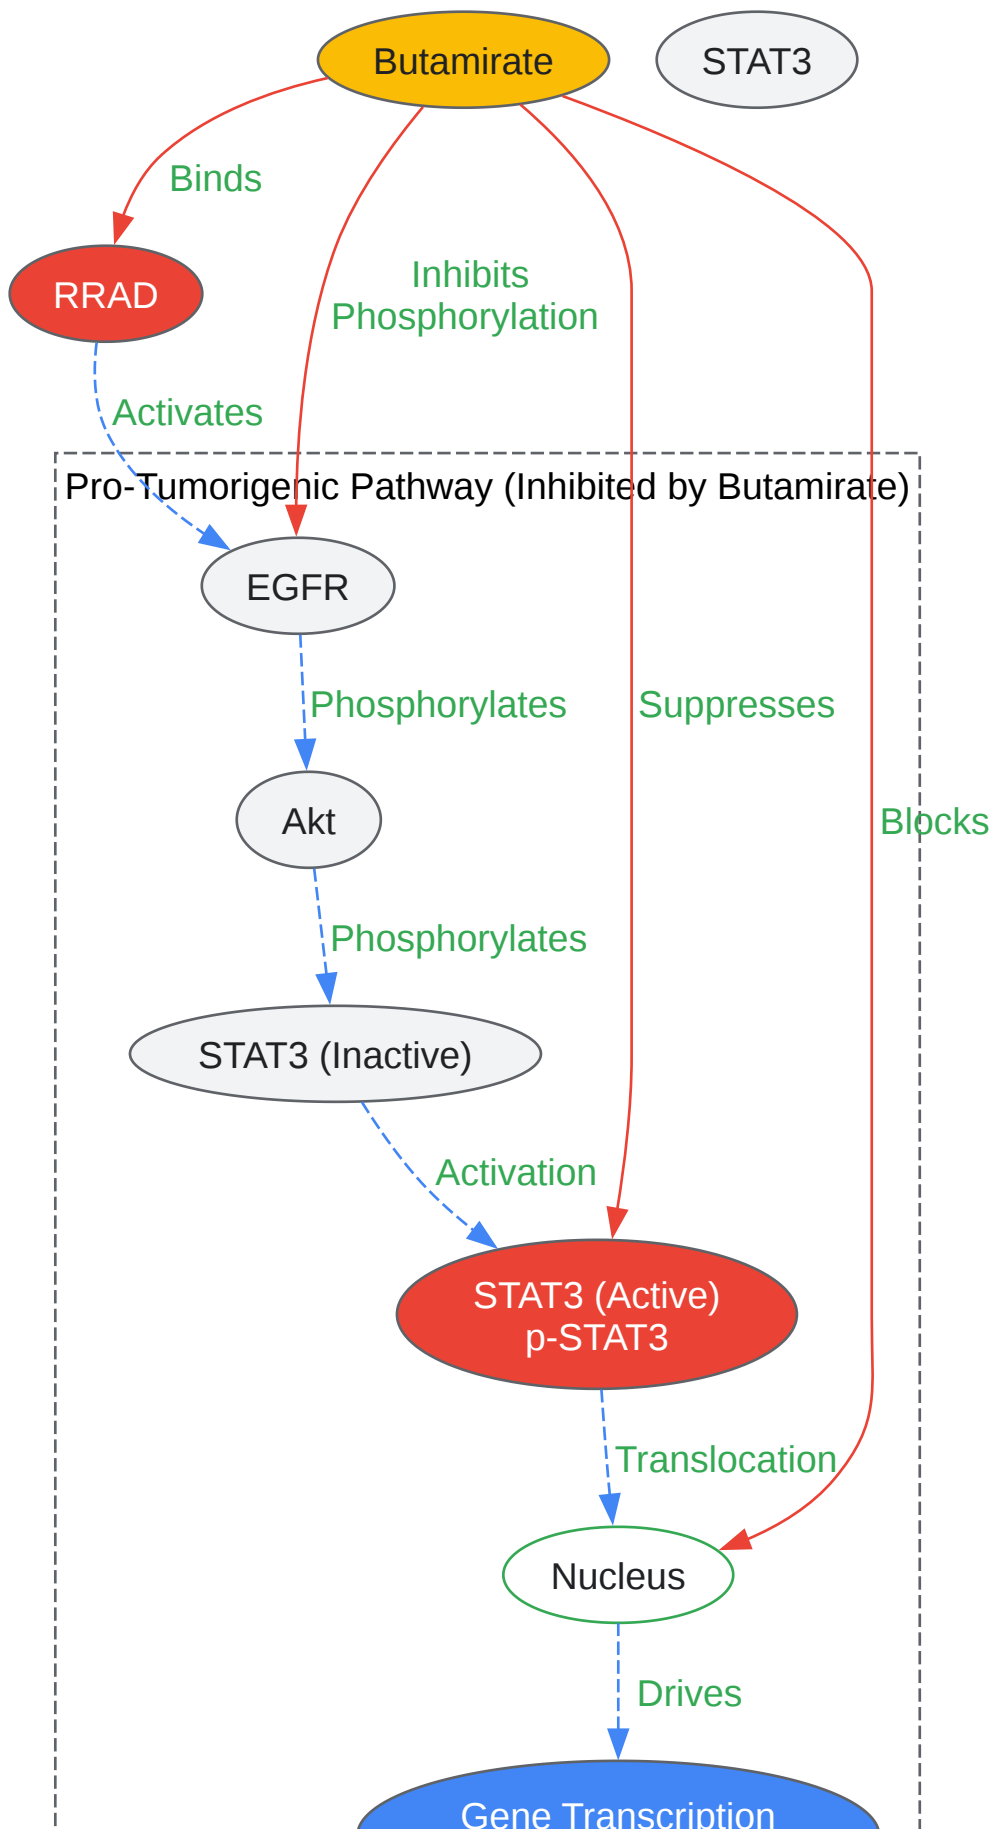 Butamirate
STAT3
Binds
Inhibits
Phosphorylation
RRAD
Activates
Pro-Tumorigenic Pathway (Inhibited by Butamirate)
EGFR
Phosphorylates
Suppresses
Akt
Blocks
Phosphorylates
STAT3 (Inactive)
Activation
STAT3 (Active)
p-STAT3
Translocation
Nucleus
Drives
Gene Transcription